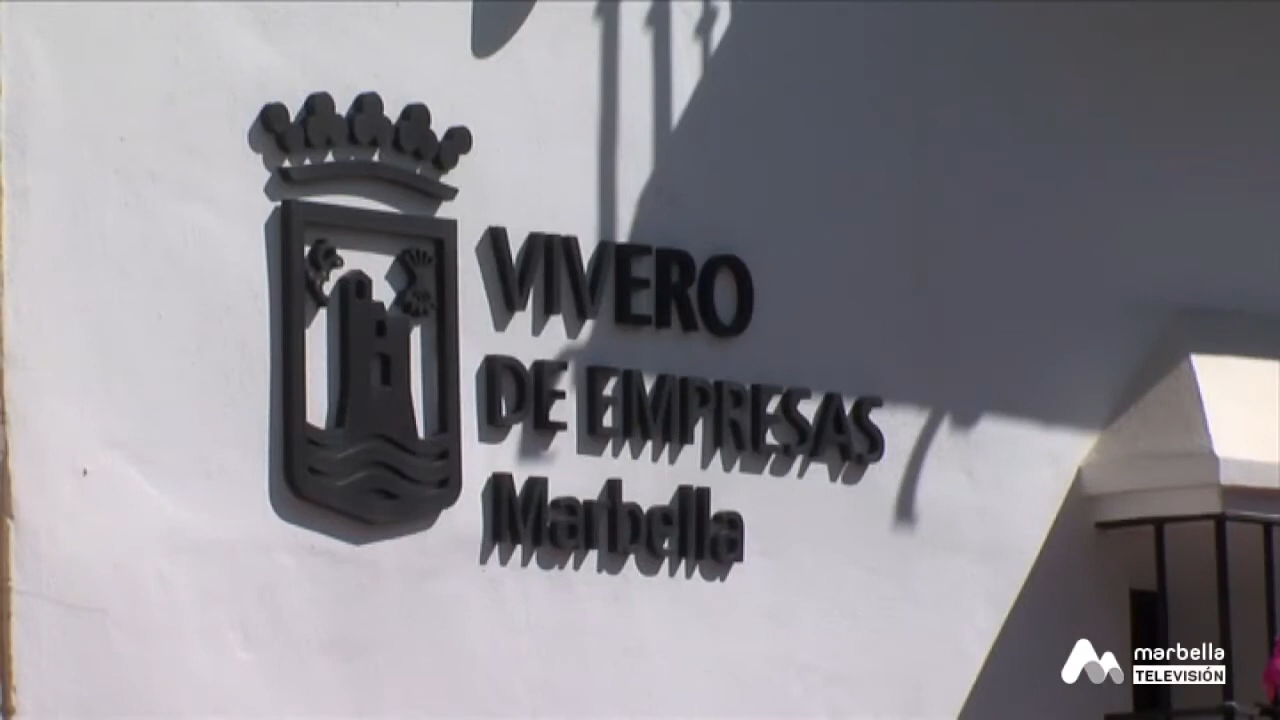 VIVERO
DE EMPRESAS
Marbella
marbella
TELEVISIÓN